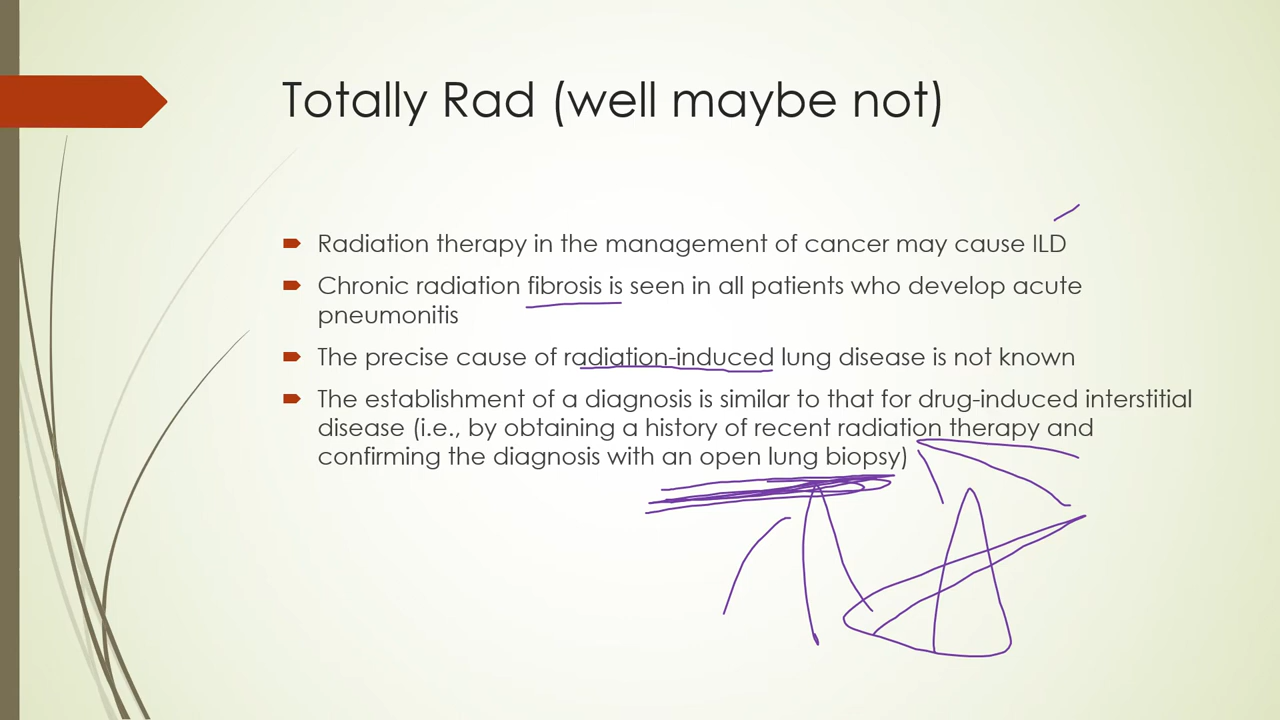 Totally Rad (well maybe not)
Radiation therapy in the management of cancer may cause ILD
Chronic radiation fibrosis is seen in all patients who develop acute
pneumonitis
The precise cause of radiation-induced lung disease is not known
The establishment of a diagnosis is similar to that for drug-induced interstitial
disease (i.e., by obtaining a history of recent radiation therapy and
confirming the diagnosis with an open lung biopsy)